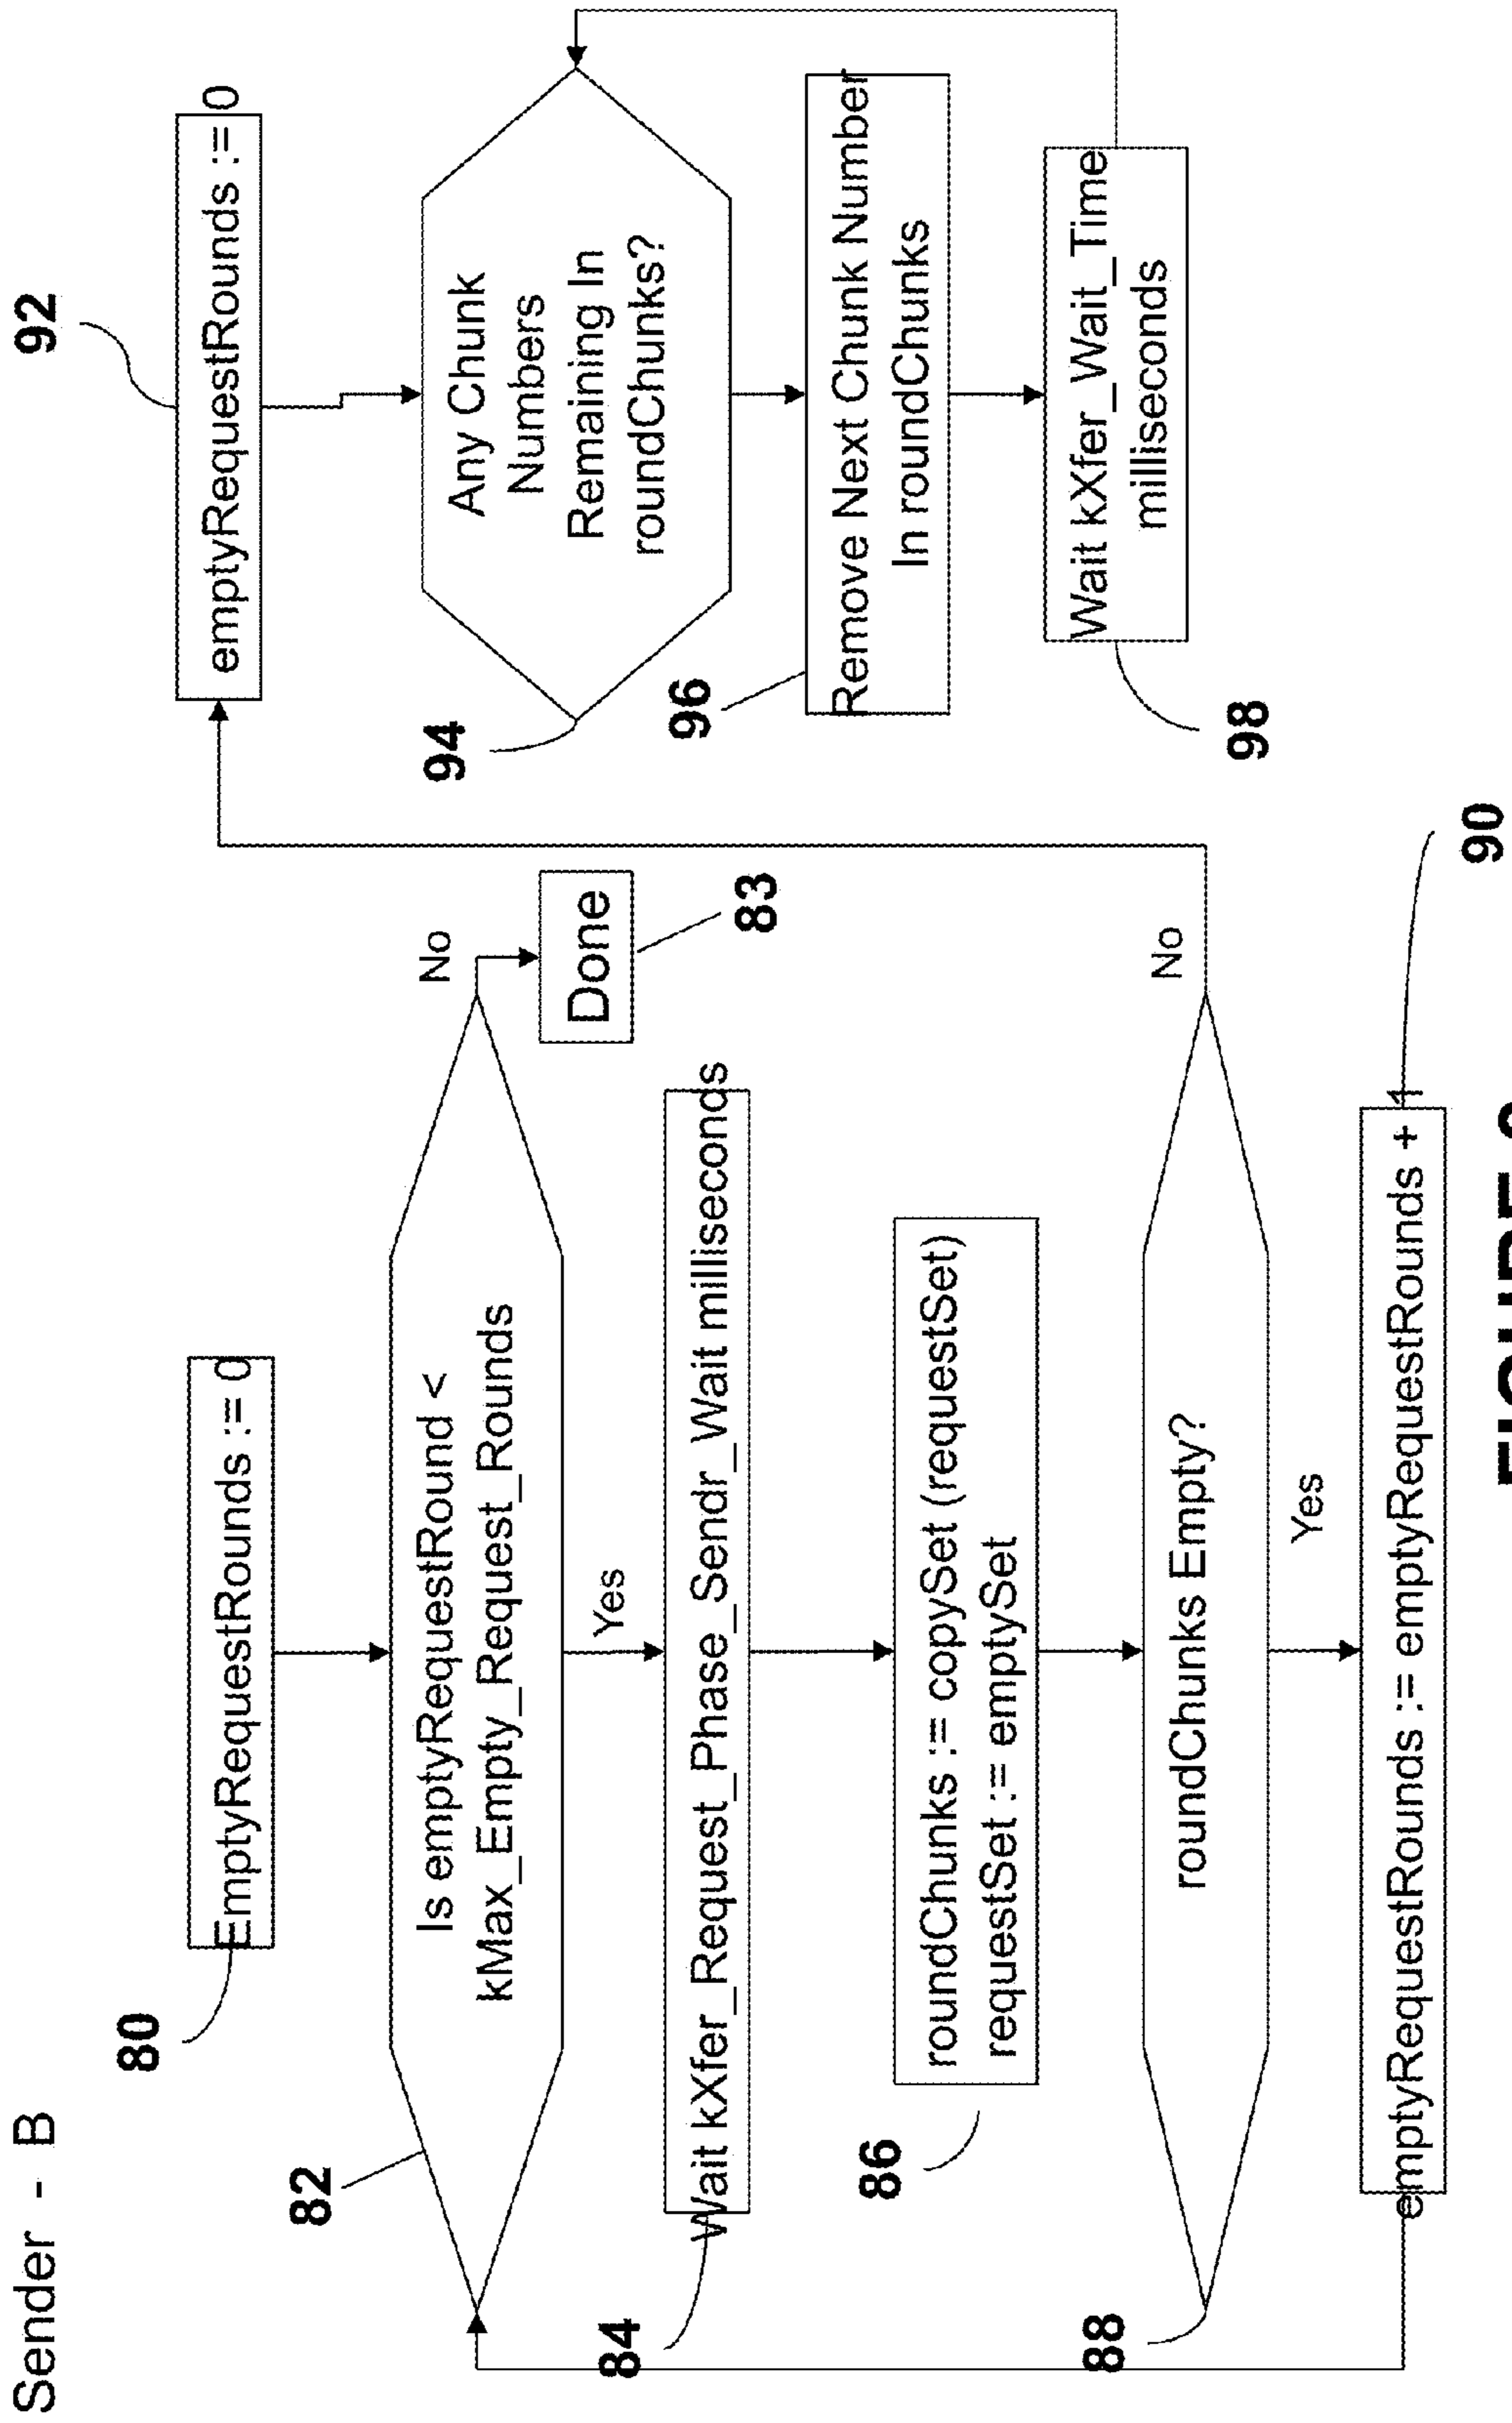 Sender - B
80
EmptyRequestRounds := 0
82
Is emptyRequestRound <
kMax_Empty_Request_Rounds
No
Done
83
Yes
84
Wait kXfer_Request_Phase_Sendr_Wait milliseconds
86
roundChunks := copySet (requestSet)
requestSet := emptySet
88
roundChunks Empty?
No
Yes
emptyRequestRounds := emptyRequestRounds + 1
90
92
emptyRequestRounds := 0
94
Any Chunk
Numbers
Remaining In
roundChunks?
96
Remove Next Chunk Number
In roundChunks
Wait kXfer_Wait_Time
milliseconds
98
FIGURE